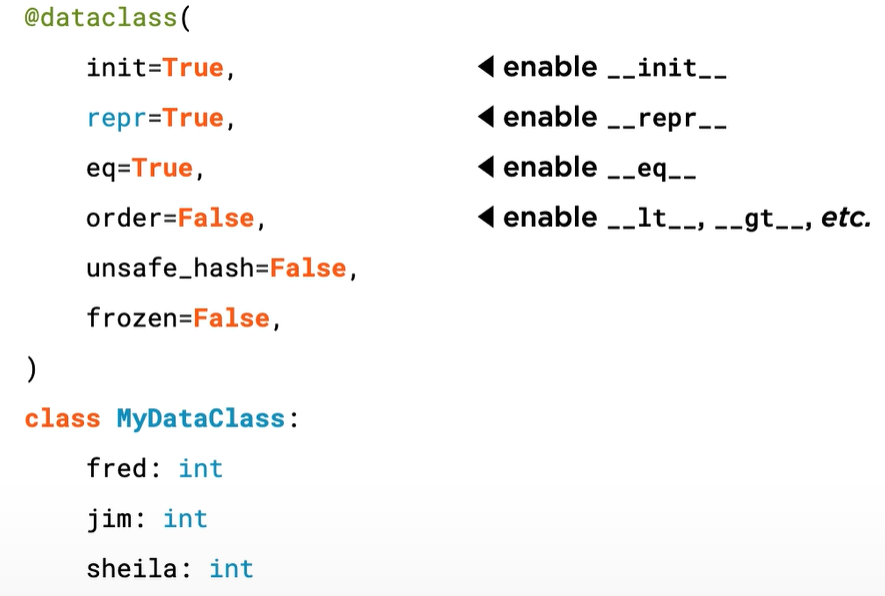 @dataclass(
init=True, ◀ enable __init__
repr=True, ◀ enable __repr__
eq=True, ◀ enable __eq__
order=False, ◀ enable __lt__, __gt__, etc.
unsafe_hash=False,
frozen=False,
)
class MyDataClass:
fred: int
jim: int
sheila: int